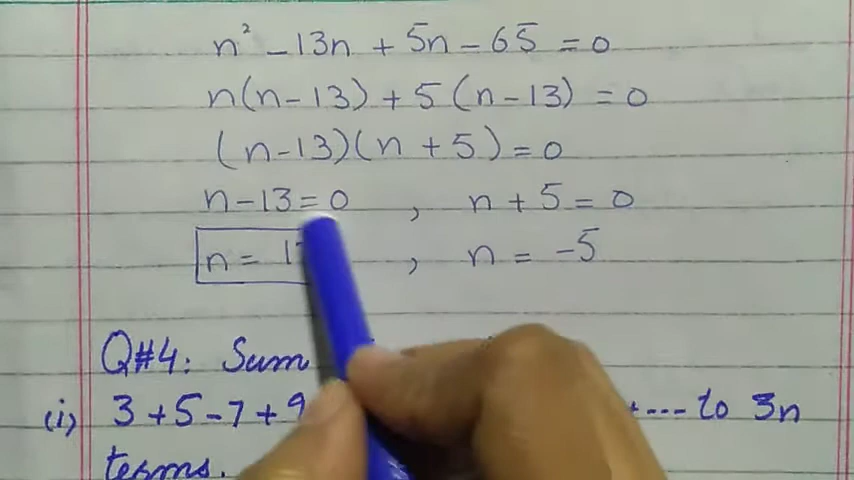 n² - 13n + 5n - 65 = 0
n(n-13) + 5(n-13) = 0
(n-13)(n+5) = 0
n-13 = 0 , n+5 = 0
n = 1 , n = -5
Q#4: Sum
(i) 3+5-7+9 +--- to 3n
terms.